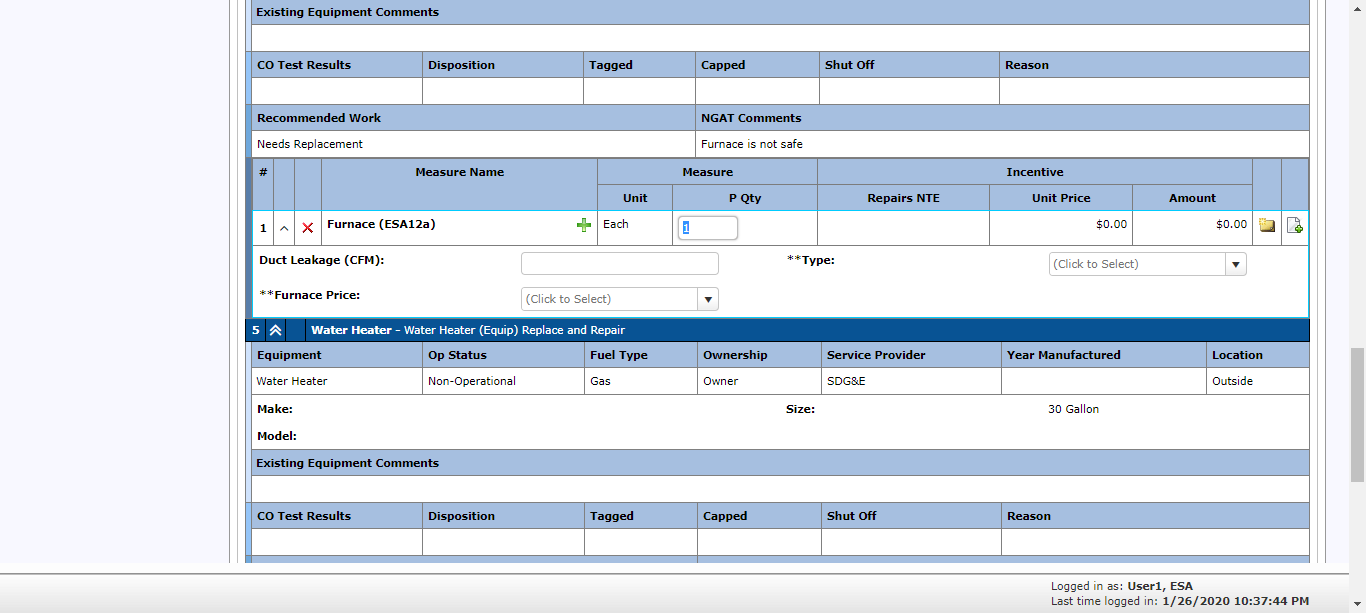 Existing Equipment Comments
CO Test Results Disposition Tagged Capped Shut Off Reason
Recommended Work NGAT Comments
Needs Replacement Furnace is not safe
# Measure Name Measure Incentive
Unit P Qty Repairs NTE Unit Price Amount
1 Furnace (ESA12a) Each 1 $0.00 $0.00
Duct Leakage (CFM): **Type: (Click to Select)
**Furnace Price: (Click to Select)
5 Water Heater - Water Heater (Equip) Replace and Repair
Equipment Op Status Fuel Type Ownership Service Provider Year Manufactured Location
Water Heater Non-Operational Gas Owner SDG&E Outside
Make: Size: 30 Gallon
Model:
Existing Equipment Comments
CO Test Results Disposition Tagged Capped Shut Off Reason
Logged in as: User1, ESA
Last time logged in: 1/26/2020 10:37:44 PM